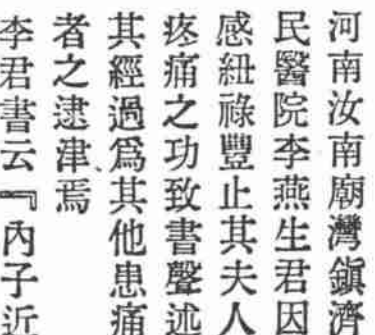 河南汝南廟灣鎮濟
民醫院李燕生君因
感紐祿豐止其夫人
疼痛之功致書聲述
其經過爲其他患痛
者之逮津焉
李君書云『內子近